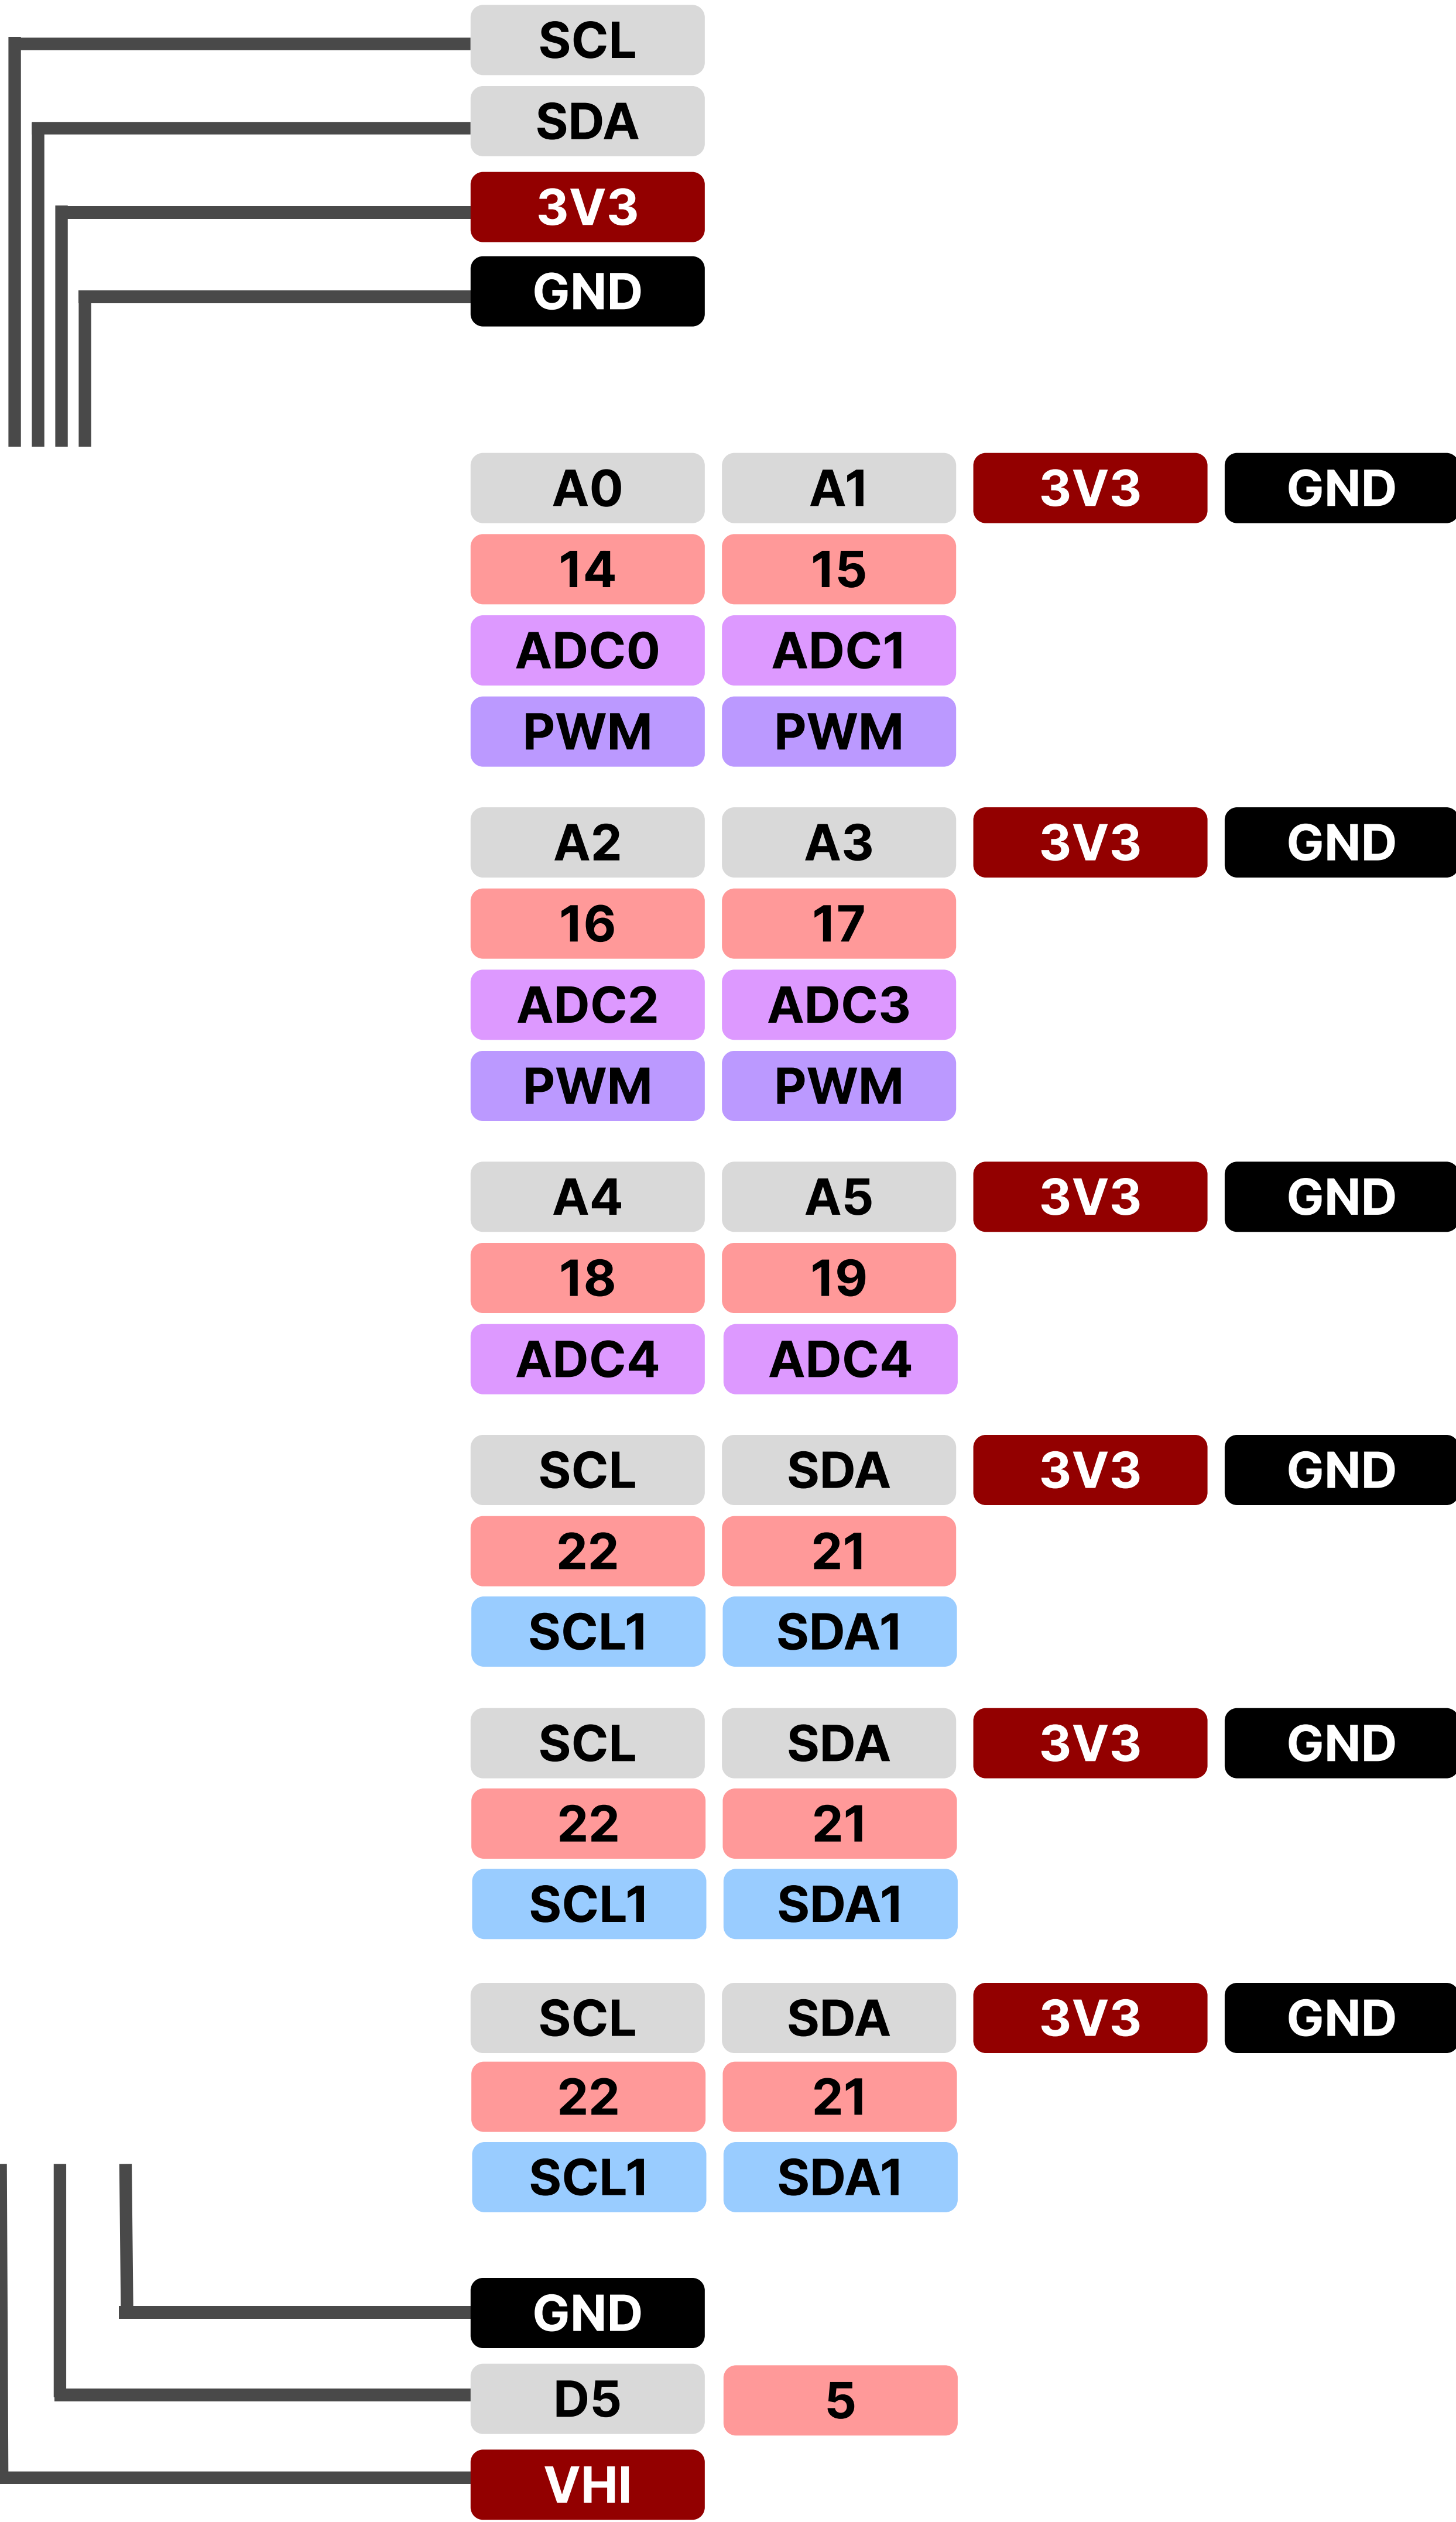 SCL
SDA
3V3
GND
A0 A1 3V3 GND
14 15
ADC0 ADC1
PWM PWM
A2 A3 3V3 GND
16 17
ADC2 ADC3
PWM PWM
A4 A5 3V3 GND
18 19
ADC4 ADC4
SCL SDA 3V3 GND
22 21
SCL1 SDA1
SCL SDA 3V3 GND
22 21
SCL1 SDA1
SCL SDA 3V3 GND
22 21
SCL1 SDA1
GND
D5 5
VHI